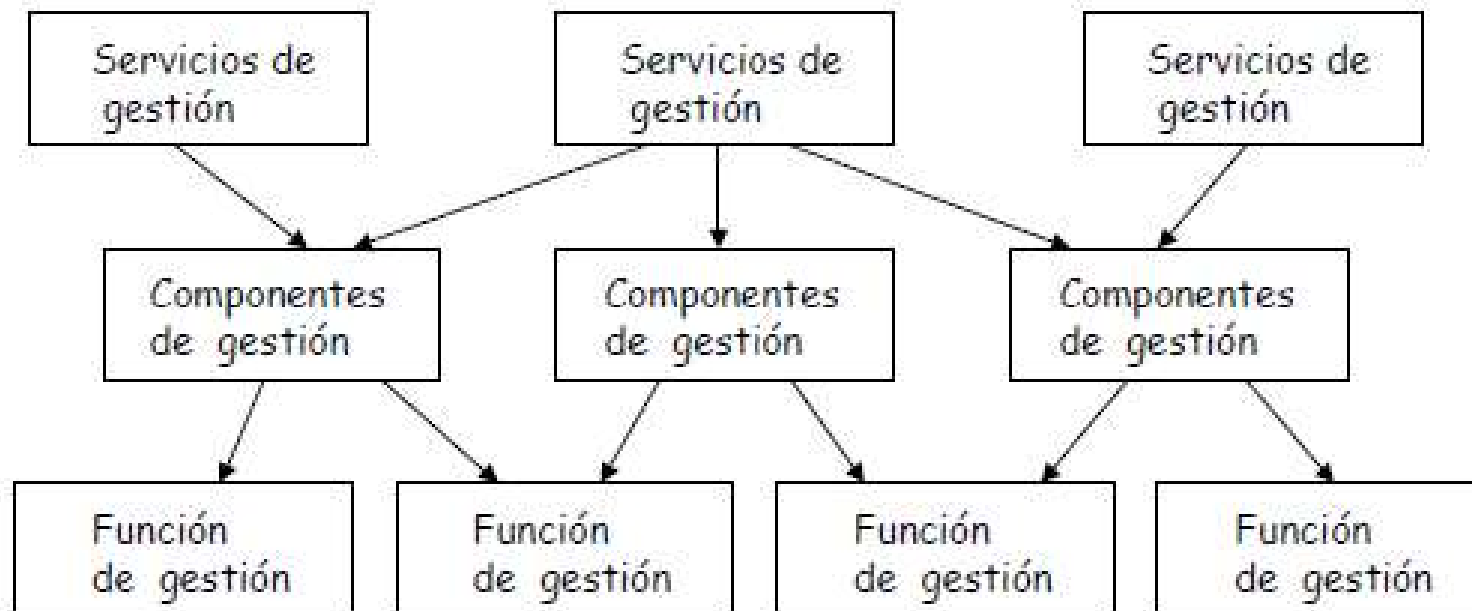 Servicios de
gestión
Servicios de
gestión
Servicios de
gestión
Componentes
de gestión
Componentes
de gestión
Componentes
de gestión
Función
de gestión
Función
de gestión
Función
de gestión
Función
de gestión